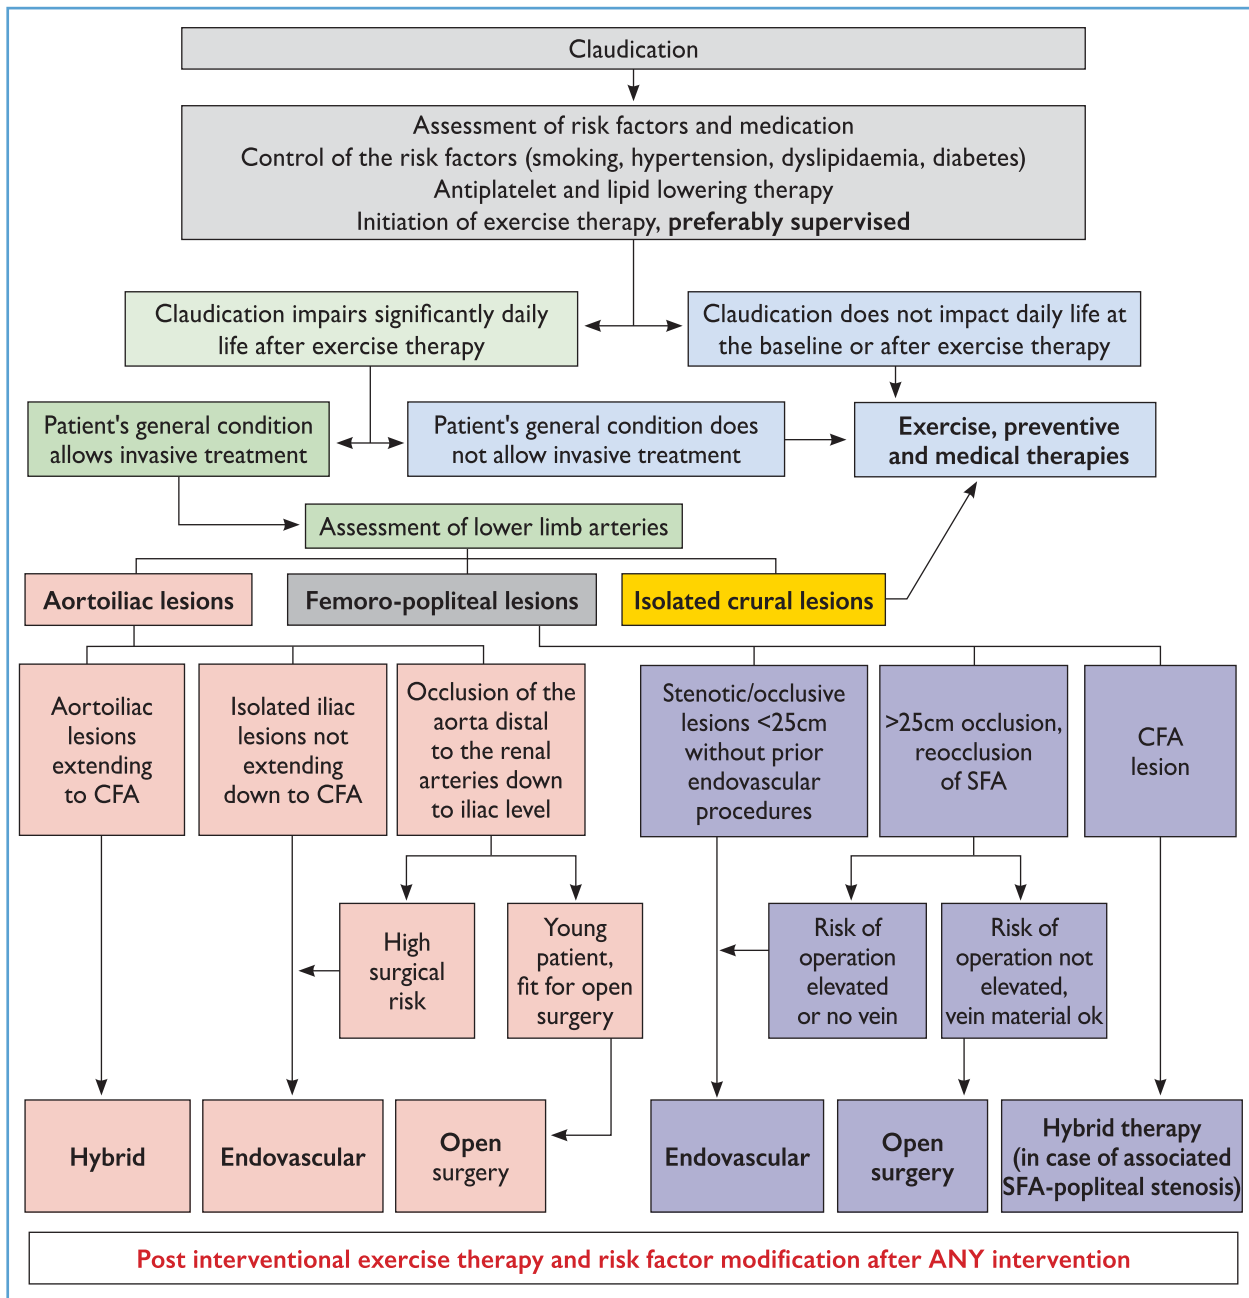 Claudication
Assessment of risk factors and medication
Control of the risk factors (smoking, hypertension, dyslipidaemia, diabetes)
Antiplatelet and lipid lowering therapy
Initiation of exercise therapy, preferably supervised
Claudication impairs significantly daily
life after exercise therapy
Claudication does not impact daily life at
the baseline or after exercise therapy
Patient's general condition
allows invasive treatment
Patient's general condition does
not allow invasive treatment
Exercise, preventive
and medical therapies
Assessment of lower limb arteries
Aortoiliac lesions
Femoro-popliteal lesions
Isolated crural lesions
Aortoiliac
lesions
extending
to CFA
Isolated iliac
lesions not
extending
down to CFA
Occlusion of the
aorta distal
to the renal
arteries down
to iliac level
Stenotic/occlusive
lesions <25cm
without prior
endovascular
procedures
>25cm occlusion,
reocclusion
of SFA
CFA
lesion
High
surgical
risk
Young
patient,
fit for open
surgery
Risk of
operation
elevated
or no vein
Risk of
operation not
elevated,
vein material ok
Hybrid
Endovascular
Open
surgery
Endovascular
Open
surgery
Hybrid therapy
(in case of associated
SFA-popliteal stenosis)
Post interventional exercise therapy and risk factor modification after ANY intervention